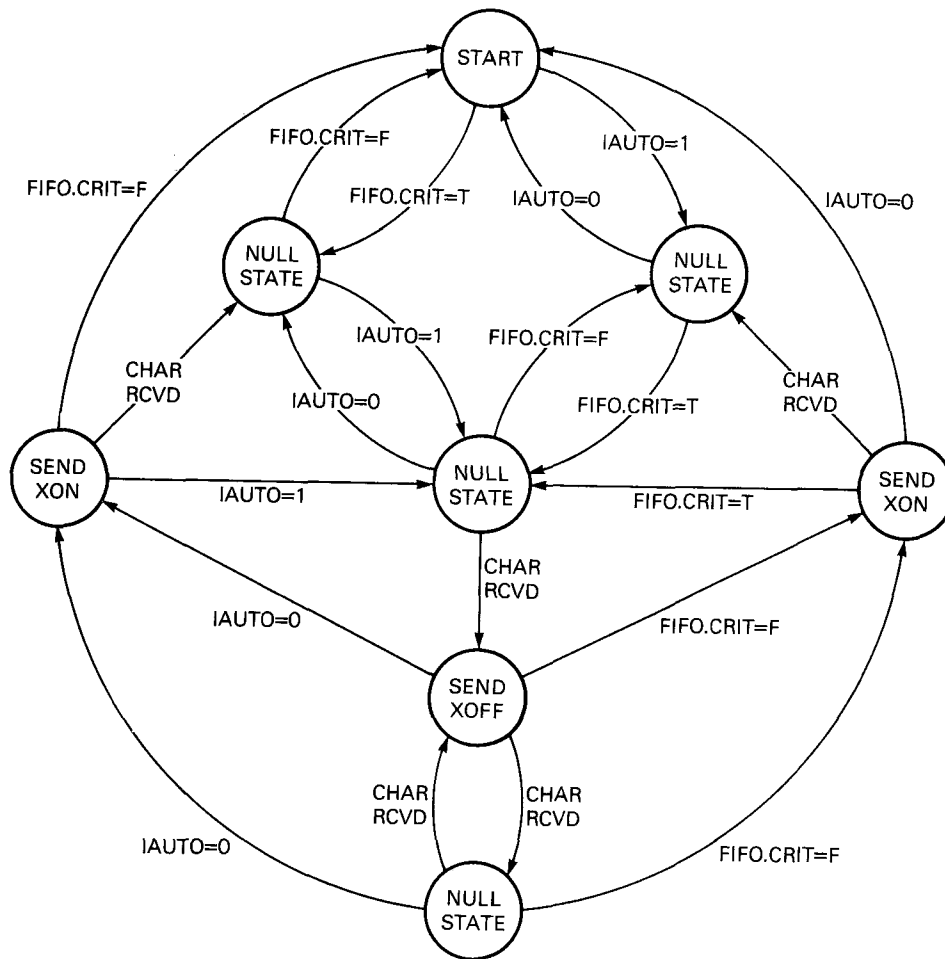 START
FIFO.CRIT=F
IAUTO=1
FIFO.CRIT=F
FIFO.CRIT=T
IAUTO=0
IAUTO=0
NULL
STATE
NULL
STATE
IAUTO=1
FIFO.CRIT=F
CHAR
RCVD
CHAR
RCVD
IAUTO=0
FIFO.CRIT=T
SEND
XON
NULL
STATE
SEND
XON
IAUTO=1
FIFO.CRIT=T
CHAR
RCVD
IAUTO=0
FIFO.CRIT=F
SEND
XOFF
CHAR
RCVD
CHAR
RCVD
IAUTO=0
FIFO.CRIT=F
NULL
STATE